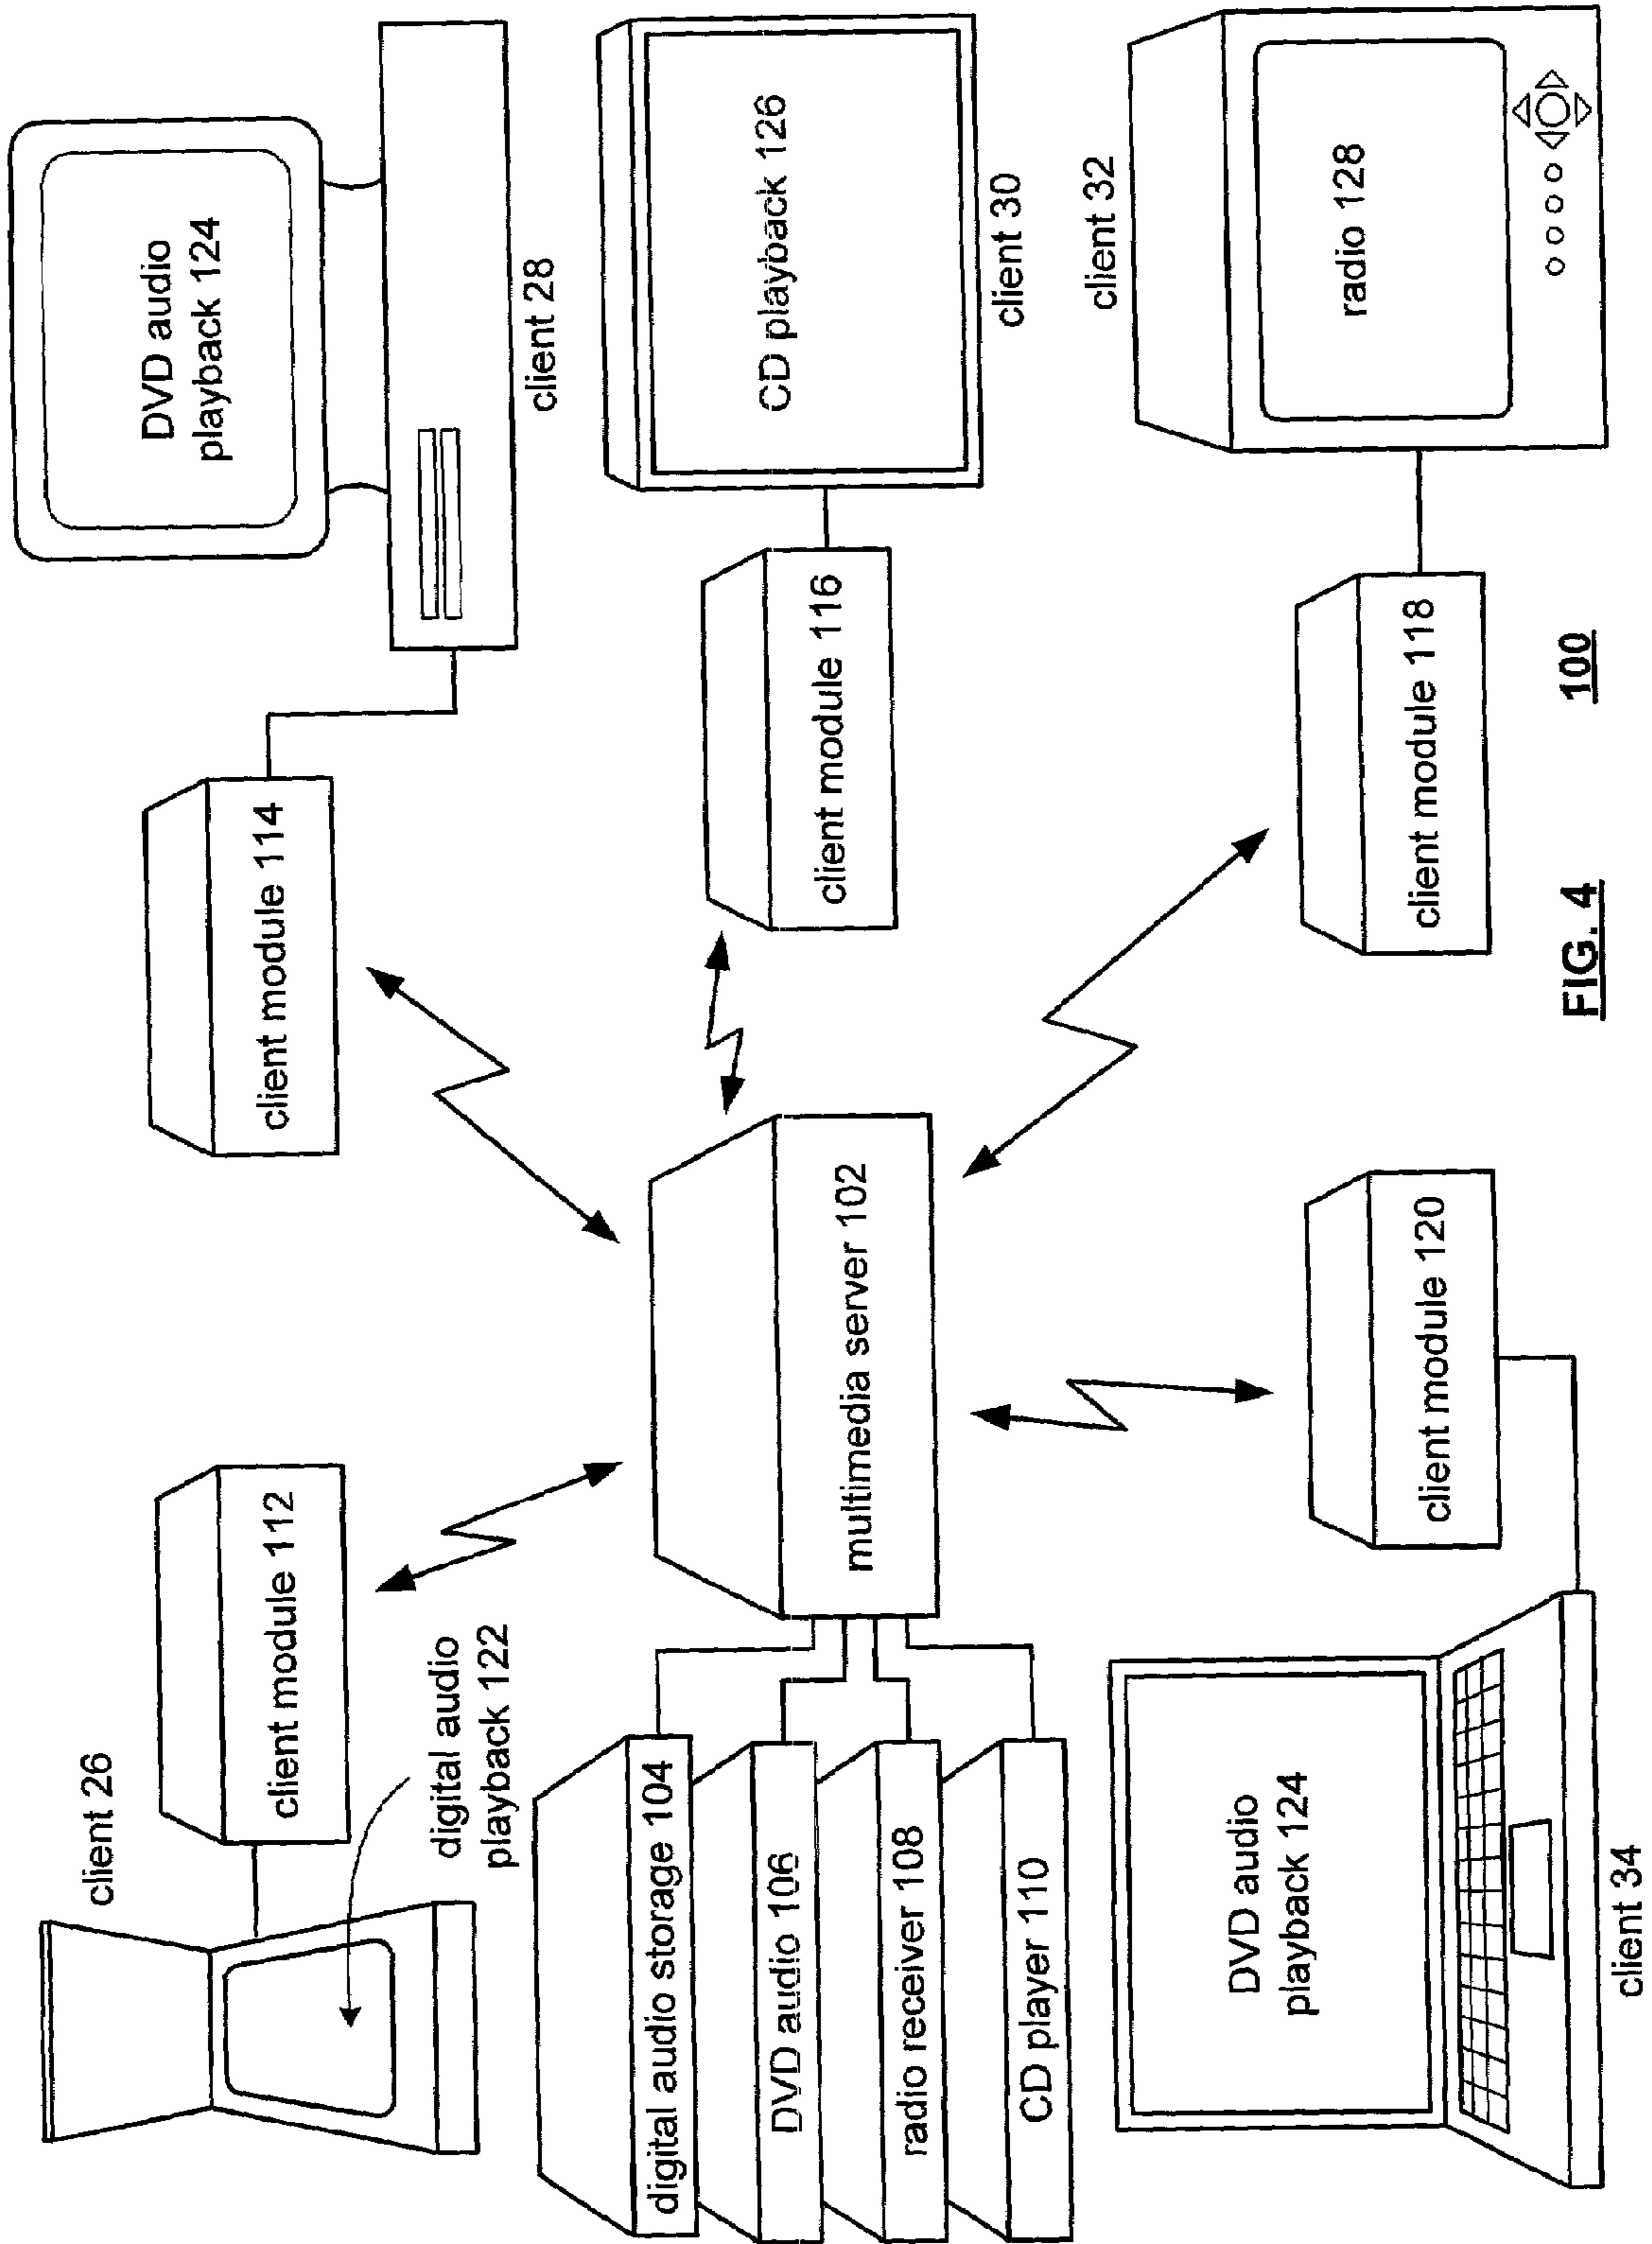 client 26
client module 112
digital audio
playback 122
client module 114
DVD audio
playback 124
client 28
digital audio storage 104
DVD audio 106
radio receiver 108
CD player 110
multimedia server 102
client module 116
CD playback 126
client 30
DVD audio
playback 124
client 34
client module 120
client module 118
client 32
radio 128
FIG. 4
100